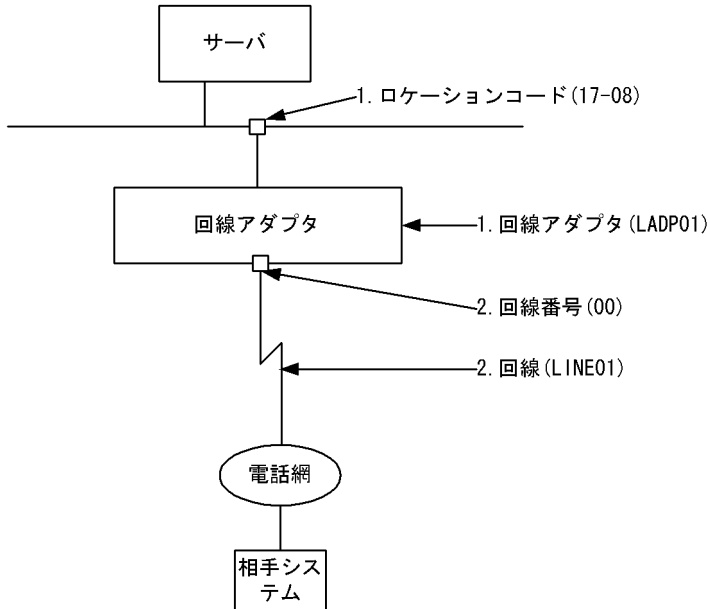 サーバ
1.ロケーションコード(17-08)
回線アダプタ
1.回線アダプタ(LADP01)
2.回線番号(00)
2.回線(LINE01)
電話網
相手シス
テム